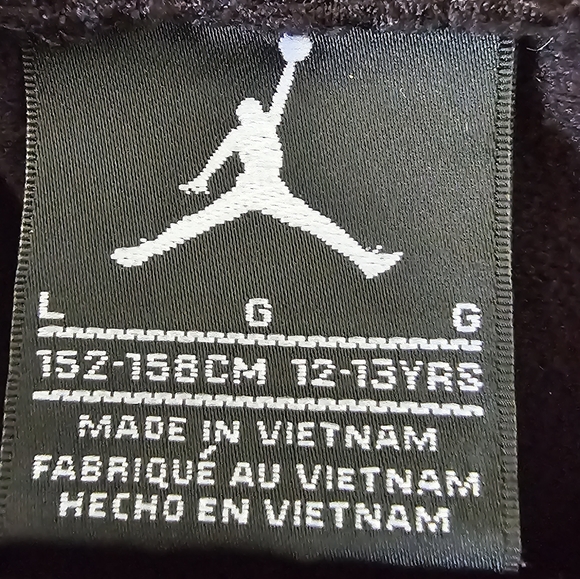 L G G
152-158CM 12-13YRS
MADE IN VIETNAM
FABRIQUÉ AU VIETNAM
HECHO EN VIETNAM